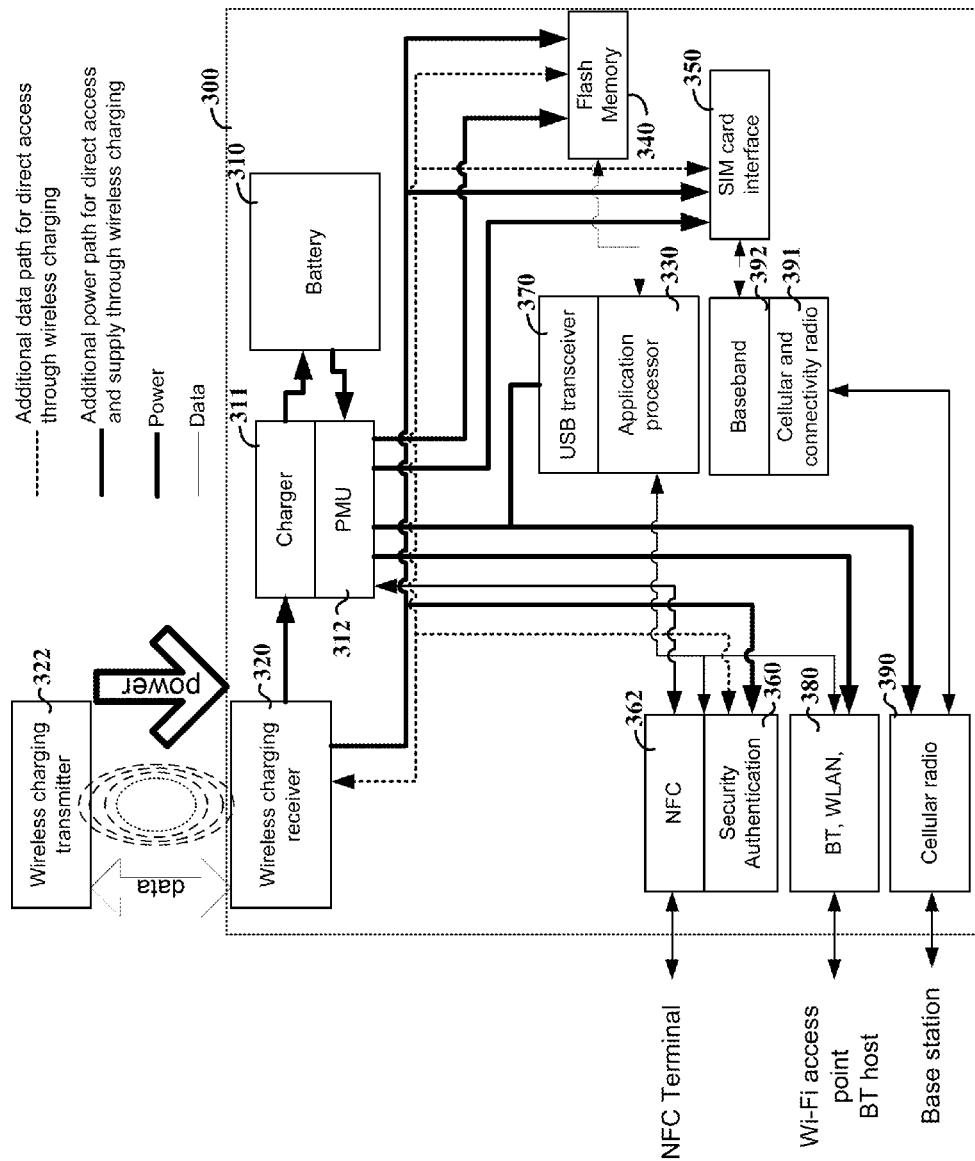 Additional data path for direct access
through wireless charging
Additional power path for direct access
and supply through wireless charging
Power
Data
300
322
Wireless charging
transmitter
power
data
320
Wireless charging
receiver
311
Charger
PMU
312
310
Battery
Flash
Memory
340
350
SIM card
interface
370
USB transceiver
Application
processor
330
Baseband
392
Cellular and
connectivity radio
391
362
NFC
Security
Authentication
360
BT, WLAN,
380
390
Cellular radio
NFC Terminal
Wi-Fi access
point
BT host
Base station